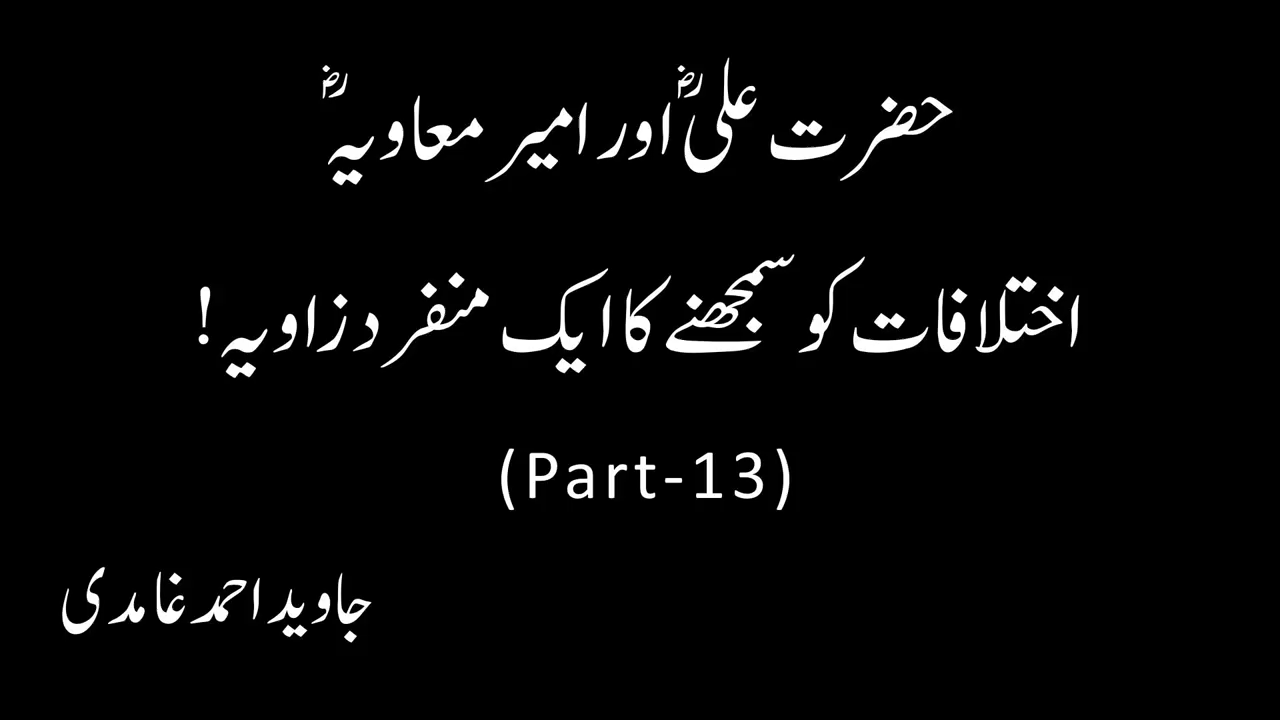 حضرت علیؓ اور امیر معاویہؓ
اختلافات کو سمجھنے کا ایک منفرد زاویہ!
(Part-13)
جاوید احمد غامدی